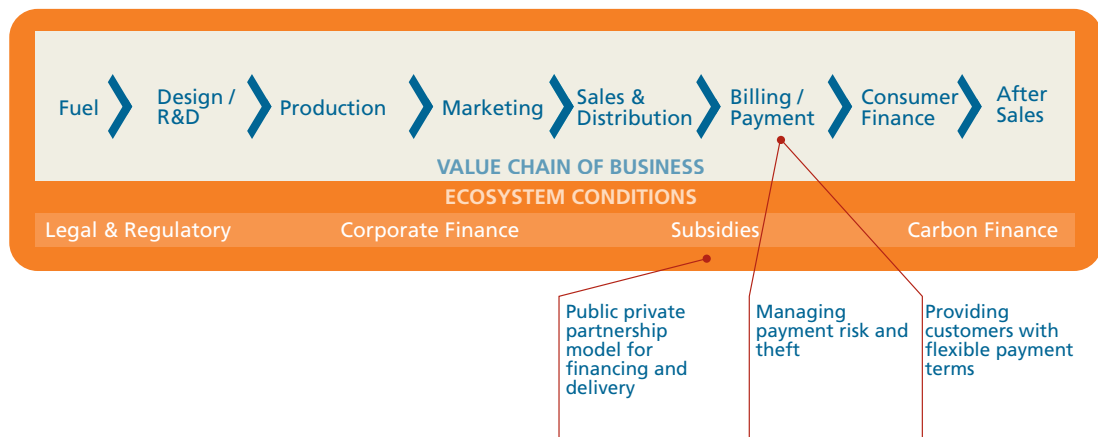 Fuel
Design /
R&D
Production
Marketing
Sales &
Distribution
Billing /
Payment
Consumer
Finance
After
Sales
VALUE CHAIN OF BUSINESS
ECOSYSTEM CONDITIONS
Legal & Regulatory
Corporate Finance
Subsidies
Carbon Finance
Public private
partnership
model for
financing and
delivery
Managing
payment risk and
theft
Providing
customers with
flexible payment
terms